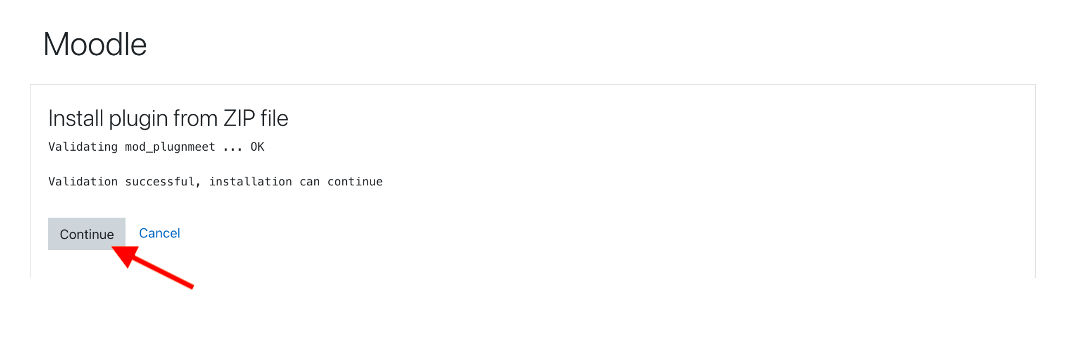 Moodle
Install plugin from ZIP file
Validating mod_plugnmeet ... OK
Validation successful, installation can continue
Continue Cancel